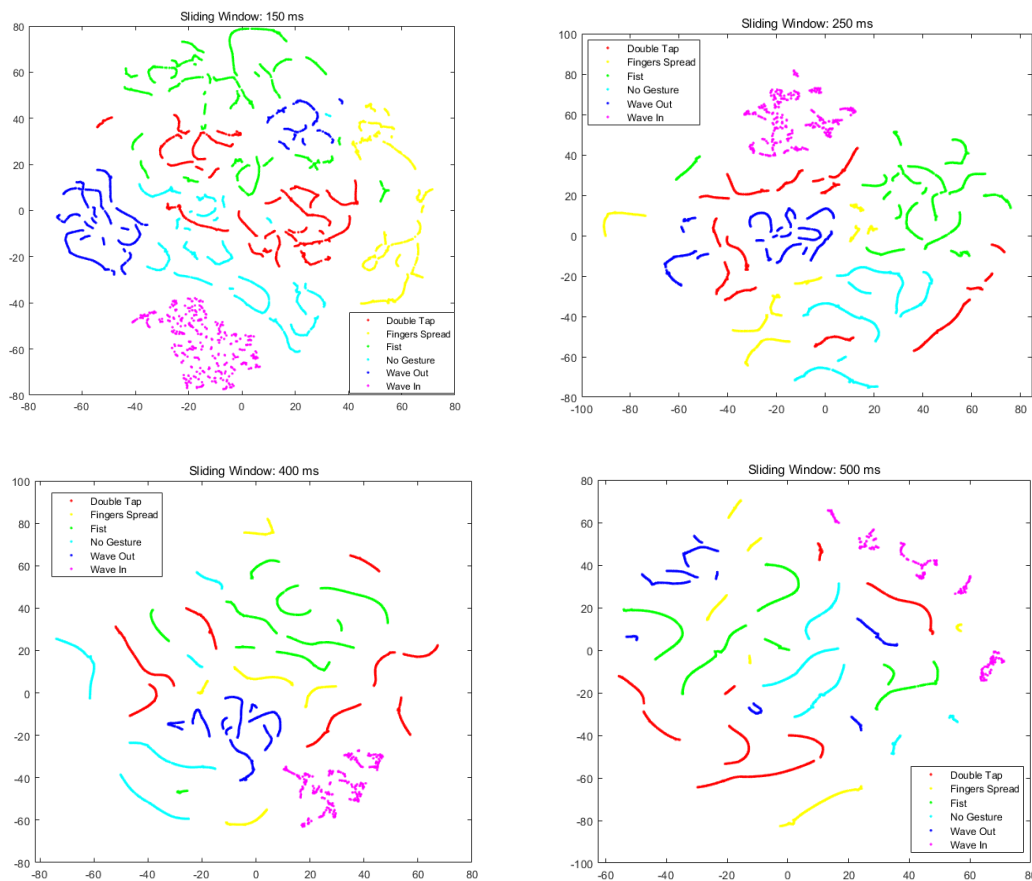 Sliding Window: 150 ms
80
60
40
20
0
-20
-40
-60
-80
-80
-60
-40
-20
0
20
40
60
80
Double Tap
Fingers Spread
Fist
No Gesture
Wave Out
Wave In
Sliding Window: 250 ms
100
80
60
40
20
0
-20
-40
-60
-80
-100
-80
-60
-40
-20
0
20
40
60
80
Double Tap
Fingers Spread
Fist
No Gesture
Wave Out
Wave In
Sliding Window: 400 ms
100
80
60
40
20
0
-20
-40
-60
-80
-80
-60
-40
-20
0
20
40
60
80
Double Tap
Fingers Spread
Fist
No Gesture
Wave Out
Wave In
Sliding Window: 500 ms
80
60
40
20
0
-20
-40
-60
-80
-100
-60
-40
-20
0
20
40
60
80
Double Tap
Fingers Spread
Fist
No Gesture
Wave Out
Wave In